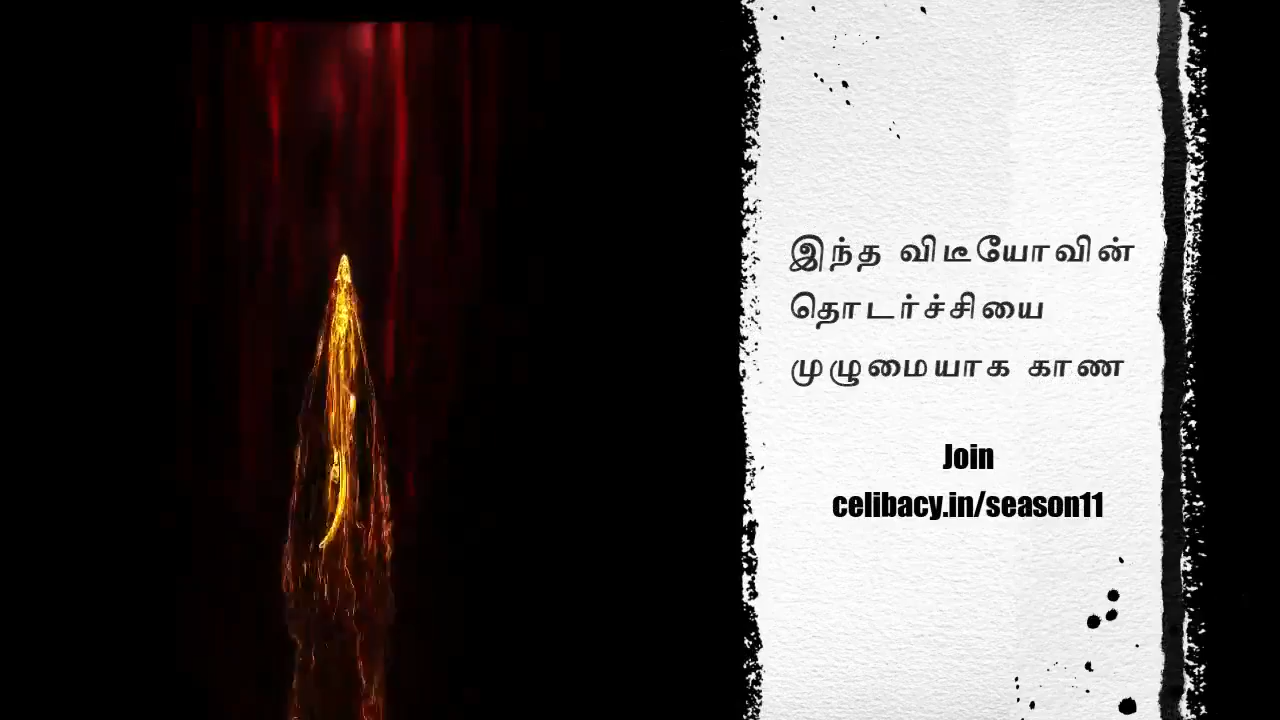 இந்த விடீயோவின்
தொடர்ச்சியை
முழுமையாக காண
Join
celibacy.in/season11